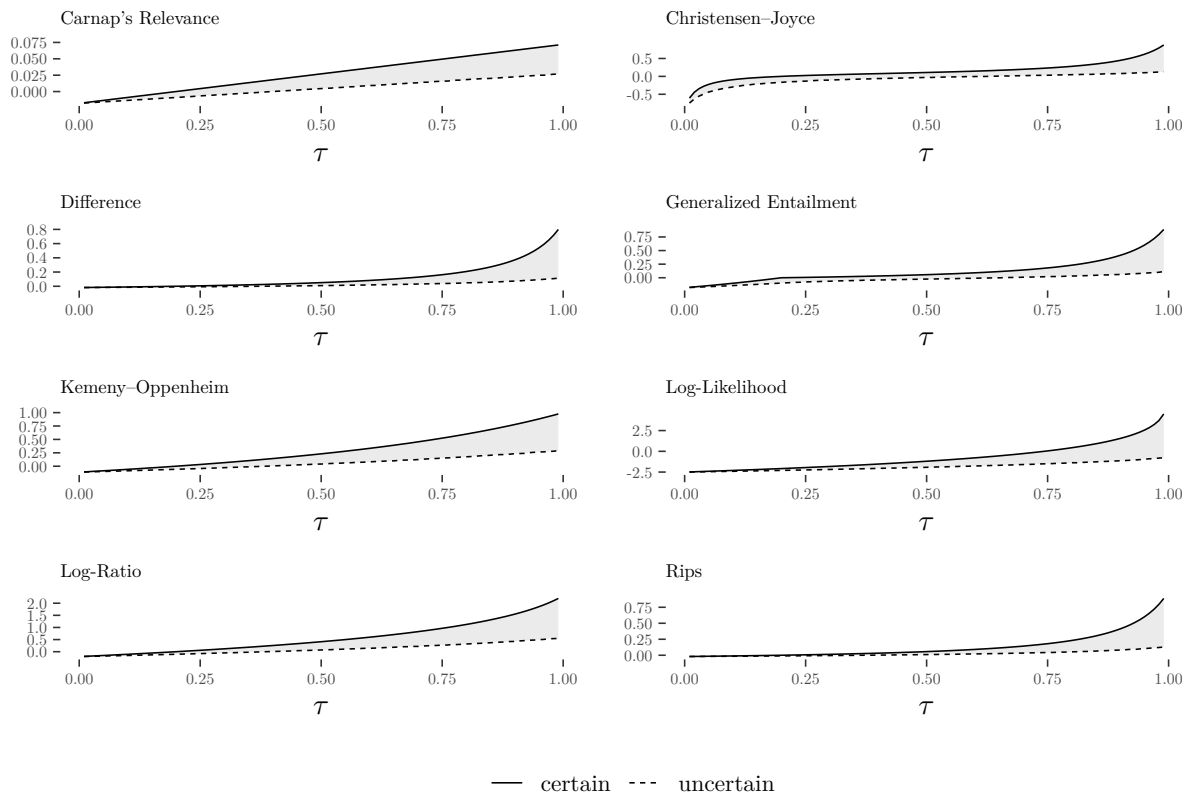 Carnap's Relevance
0.075
0.050
0.025
0.000
0.00 0.25 0.50 0.75 1.00
τ
Christensen–Joyce
0.5
0.0
-0.5
0.00 0.25 0.50 0.75 1.00
τ
Difference
0.8
0.6
0.4
0.2
0.0
0.00 0.25 0.50 0.75 1.00
τ
Generalized Entailment
0.75
0.50
0.25
0.00
0.00 0.25 0.50 0.75 1.00
τ
Kemeny–Oppenheim
1.00
0.75
0.50
0.25
0.00
0.00 0.25 0.50 0.75 1.00
τ
Log-Likelihood
2.5
0.0
-2.5
0.00 0.25 0.50 0.75 1.00
τ
Log-Ratio
2.0
1.5
1.0
0.5
0.0
0.00 0.25 0.50 0.75 1.00
τ
Rips
0.75
0.50
0.25
0.00
0.00 0.25 0.50 0.75 1.00
τ
certain uncertain